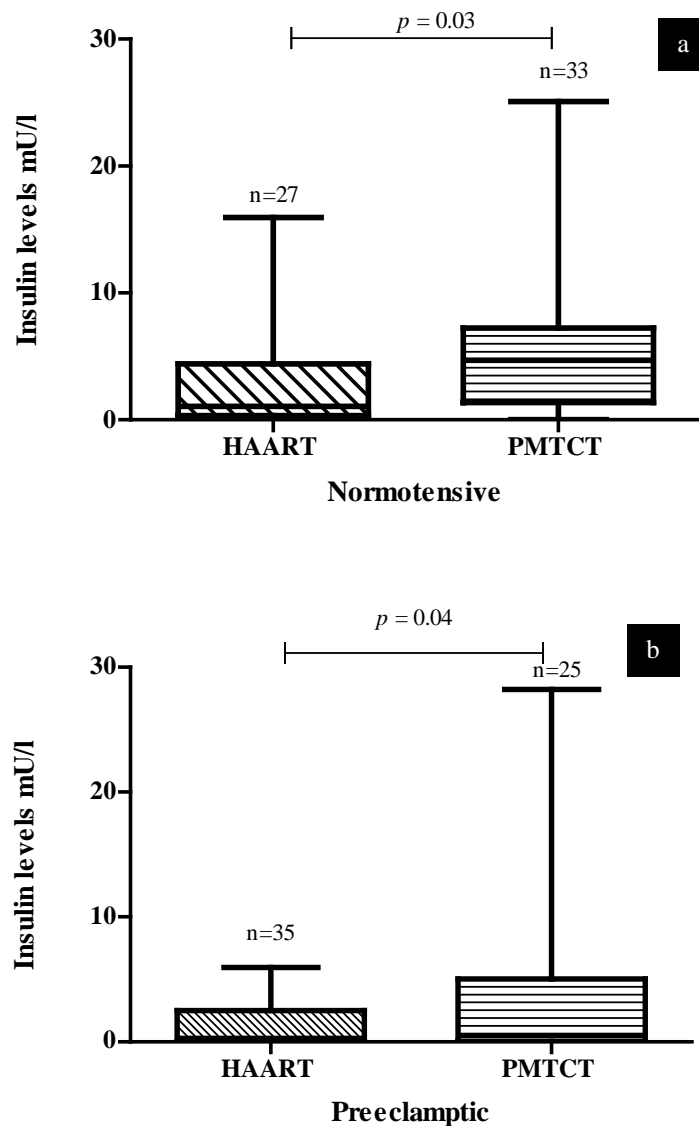 p = 0.03
a
30
20
10
0
Insulin levels mU/l
n=27
n=33
HAART
PMTCT
Normotensive
p = 0.04
b
30
20
10
0
Insulin levels mU/l
n=35
n=25
HAART
PMTCT
Preeclamptic